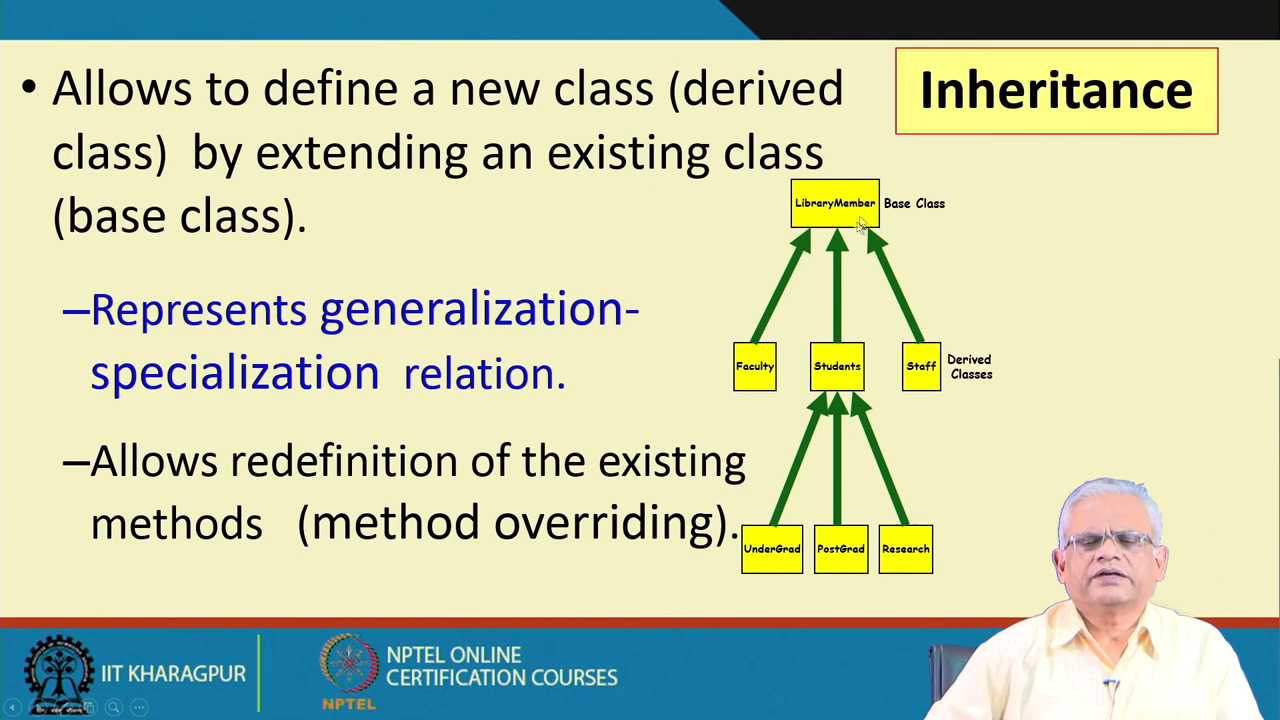 Inheritance
• Allows to define a new class (derived
class) by extending an existing class
(base class).
–Represents generalization-
specialization relation.
–Allows redefinition of the existing
methods (method overriding).
LibraryMember
Base Class
Faculty
Students
Staff
Derived
Classes
UnderGrad
PostGrad
Research
IIT KHARAGPUR
NPTEL
NPTEL ONLINE
CERTIFICATION COURSES